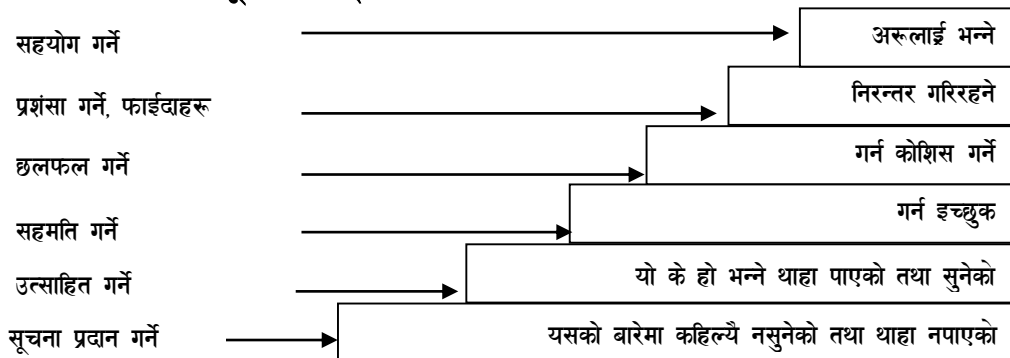 सहयोग गर्ने
अरूलाई भन्ने
प्रशंसा गर्ने, फाईदाहरू
निरन्तर गरिरहने
छलफल गर्ने
गर्न कोशिस गर्ने
सहमति गर्ने
गर्न इच्छुक
उत्साहित गर्ने
यो के हो भन्ने थाहा पाएको तथा सुनेको
सूचना प्रदान गर्ने
यसको बारेमा कहिल्यै नसुनेको तथा थाहा नपाएको